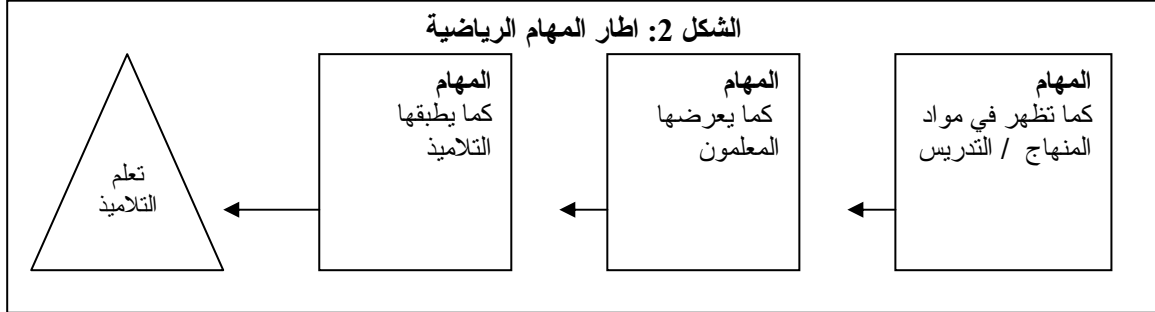 الشكل 2: اطار المهام الرياضية
المهام
كما تظهر في مواد
المنهاج / التدريس
المهام
كما يعرضها
المعلمون
المهام
كما يطبقها
التلاميذ
تعلم
التلاميذ